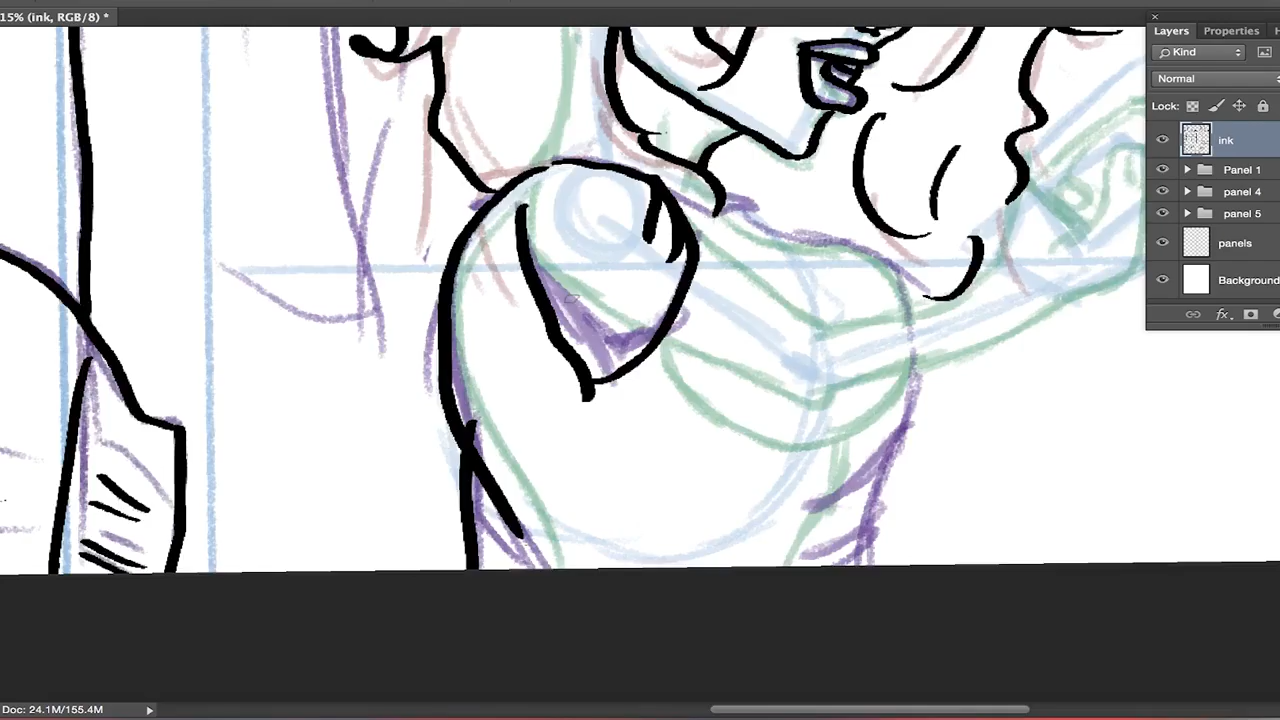 15% (ink, RGB/8) *
Layers
Properties
Kind
Normal
Lock:
ink
Panel 1
panel 4
panel 5
panels
Background
fx.
Doc: 24.1M/155.4M